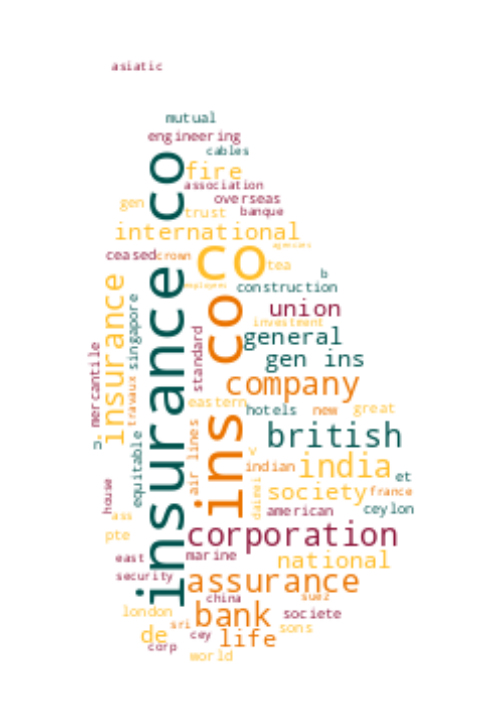 asiatic
mutual
engineering
cables
co
fire
association
gen
overseas
trust
banque
international
agencies
ceased
crown
co
tea
b
employees
construction
insurance
insurance co
singapore
union
investment
ins co
general
standard
gen ins
mercantile
travaux
company
eastern
hotels
new
great
british
air lines
equitable
v
indian
india
et
house
daimei
society
france
ass
american
ceylon
pte
corporation
east
marine
national
security
assurance
china
suez
london
bank
societe
sri
de
cey
life
sons
corp
world